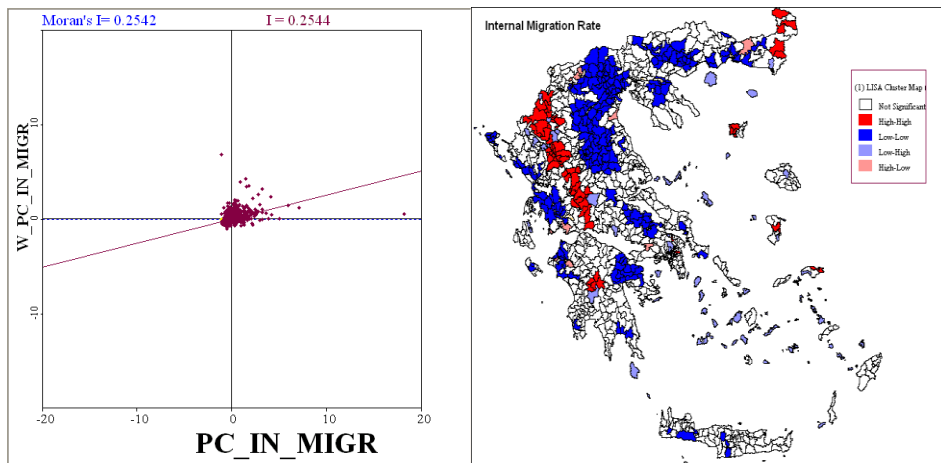 Moran's I= 0.2542 I = 0.2544
W_PC_IN_MIGR
10
0
-10
-20 -10 0 10 20
PC_IN_MIGR
Internal Migration Rate
(1) LISA Cluster Map
Not Significant
High-High
Low-Low
Low-High
High-Low